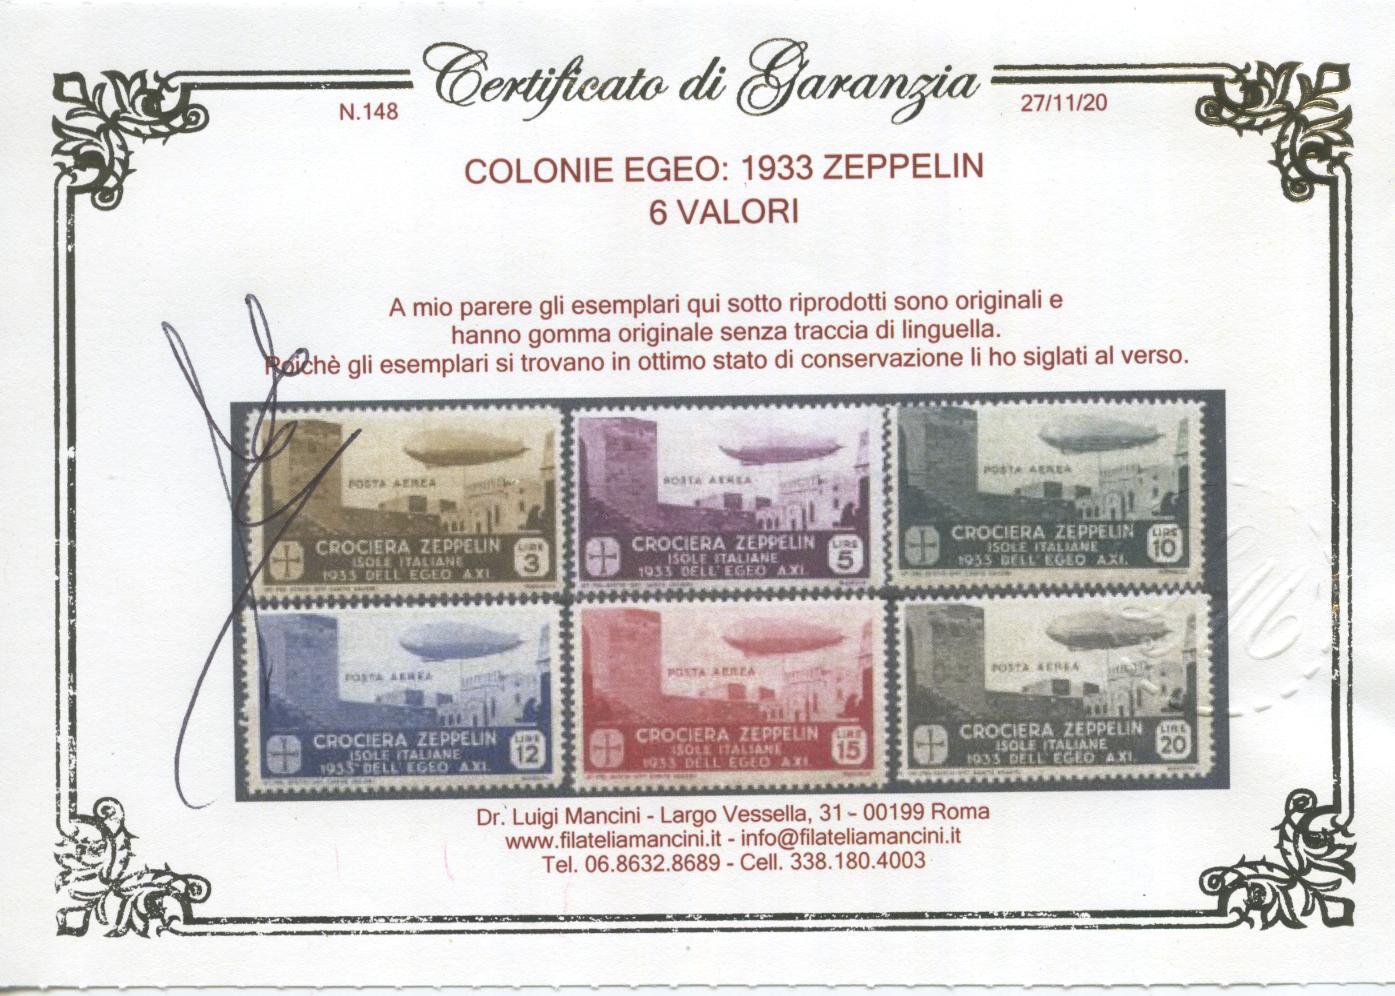 Certificato di Garanzia
N.148
27/11/20
COLONIE EGEO: 1933 ZEPPELIN
6 VALORI
A mio parere gli esemplari qui sotto riprodotti sono originali e
hanno gomma originale senza traccia di linguella.
Poichè gli esemplari si trovano in ottimo stato di conservazione li ho siglati al verso.
POSTA AEREA
CROCIERA ZEPPELIN
ISOLE ITALIANE
1933 DELL'EGEO A.XI.
LIRE
3
POSTA AEREA
CROCIERA ZEPPELIN
ISOLE ITALIANE
1933 DELL'EGEO A.XI.
LIRE
5
POSTA AEREA
CROCIERA ZEPPELIN
ISOLE ITALIANE
1933 DELL'EGEO A.XI.
LIRE
10
POSTA AEREA
CROCIERA ZEPPELIN
ISOLE ITALIANE
1933 DELL'EGEO A.XI.
LIRE
12
POSTA AEREA
CROCIERA ZEPPELIN
ISOLE ITALIANE
1933 DELL'EGEO A.XI.
LIRE
15
POSTA AEREA
CROCIERA ZEPPELIN
ISOLE ITALIANE
1933 DELL'EGEO A.XI.
LIRE
20
Dr. Luigi Mancini - Largo Vessella, 31 - 00199 Roma
www.filateliamancini.it - info@filateliamancini.it
Tel. 06.8632.8689 - Cell. 338.180.4003